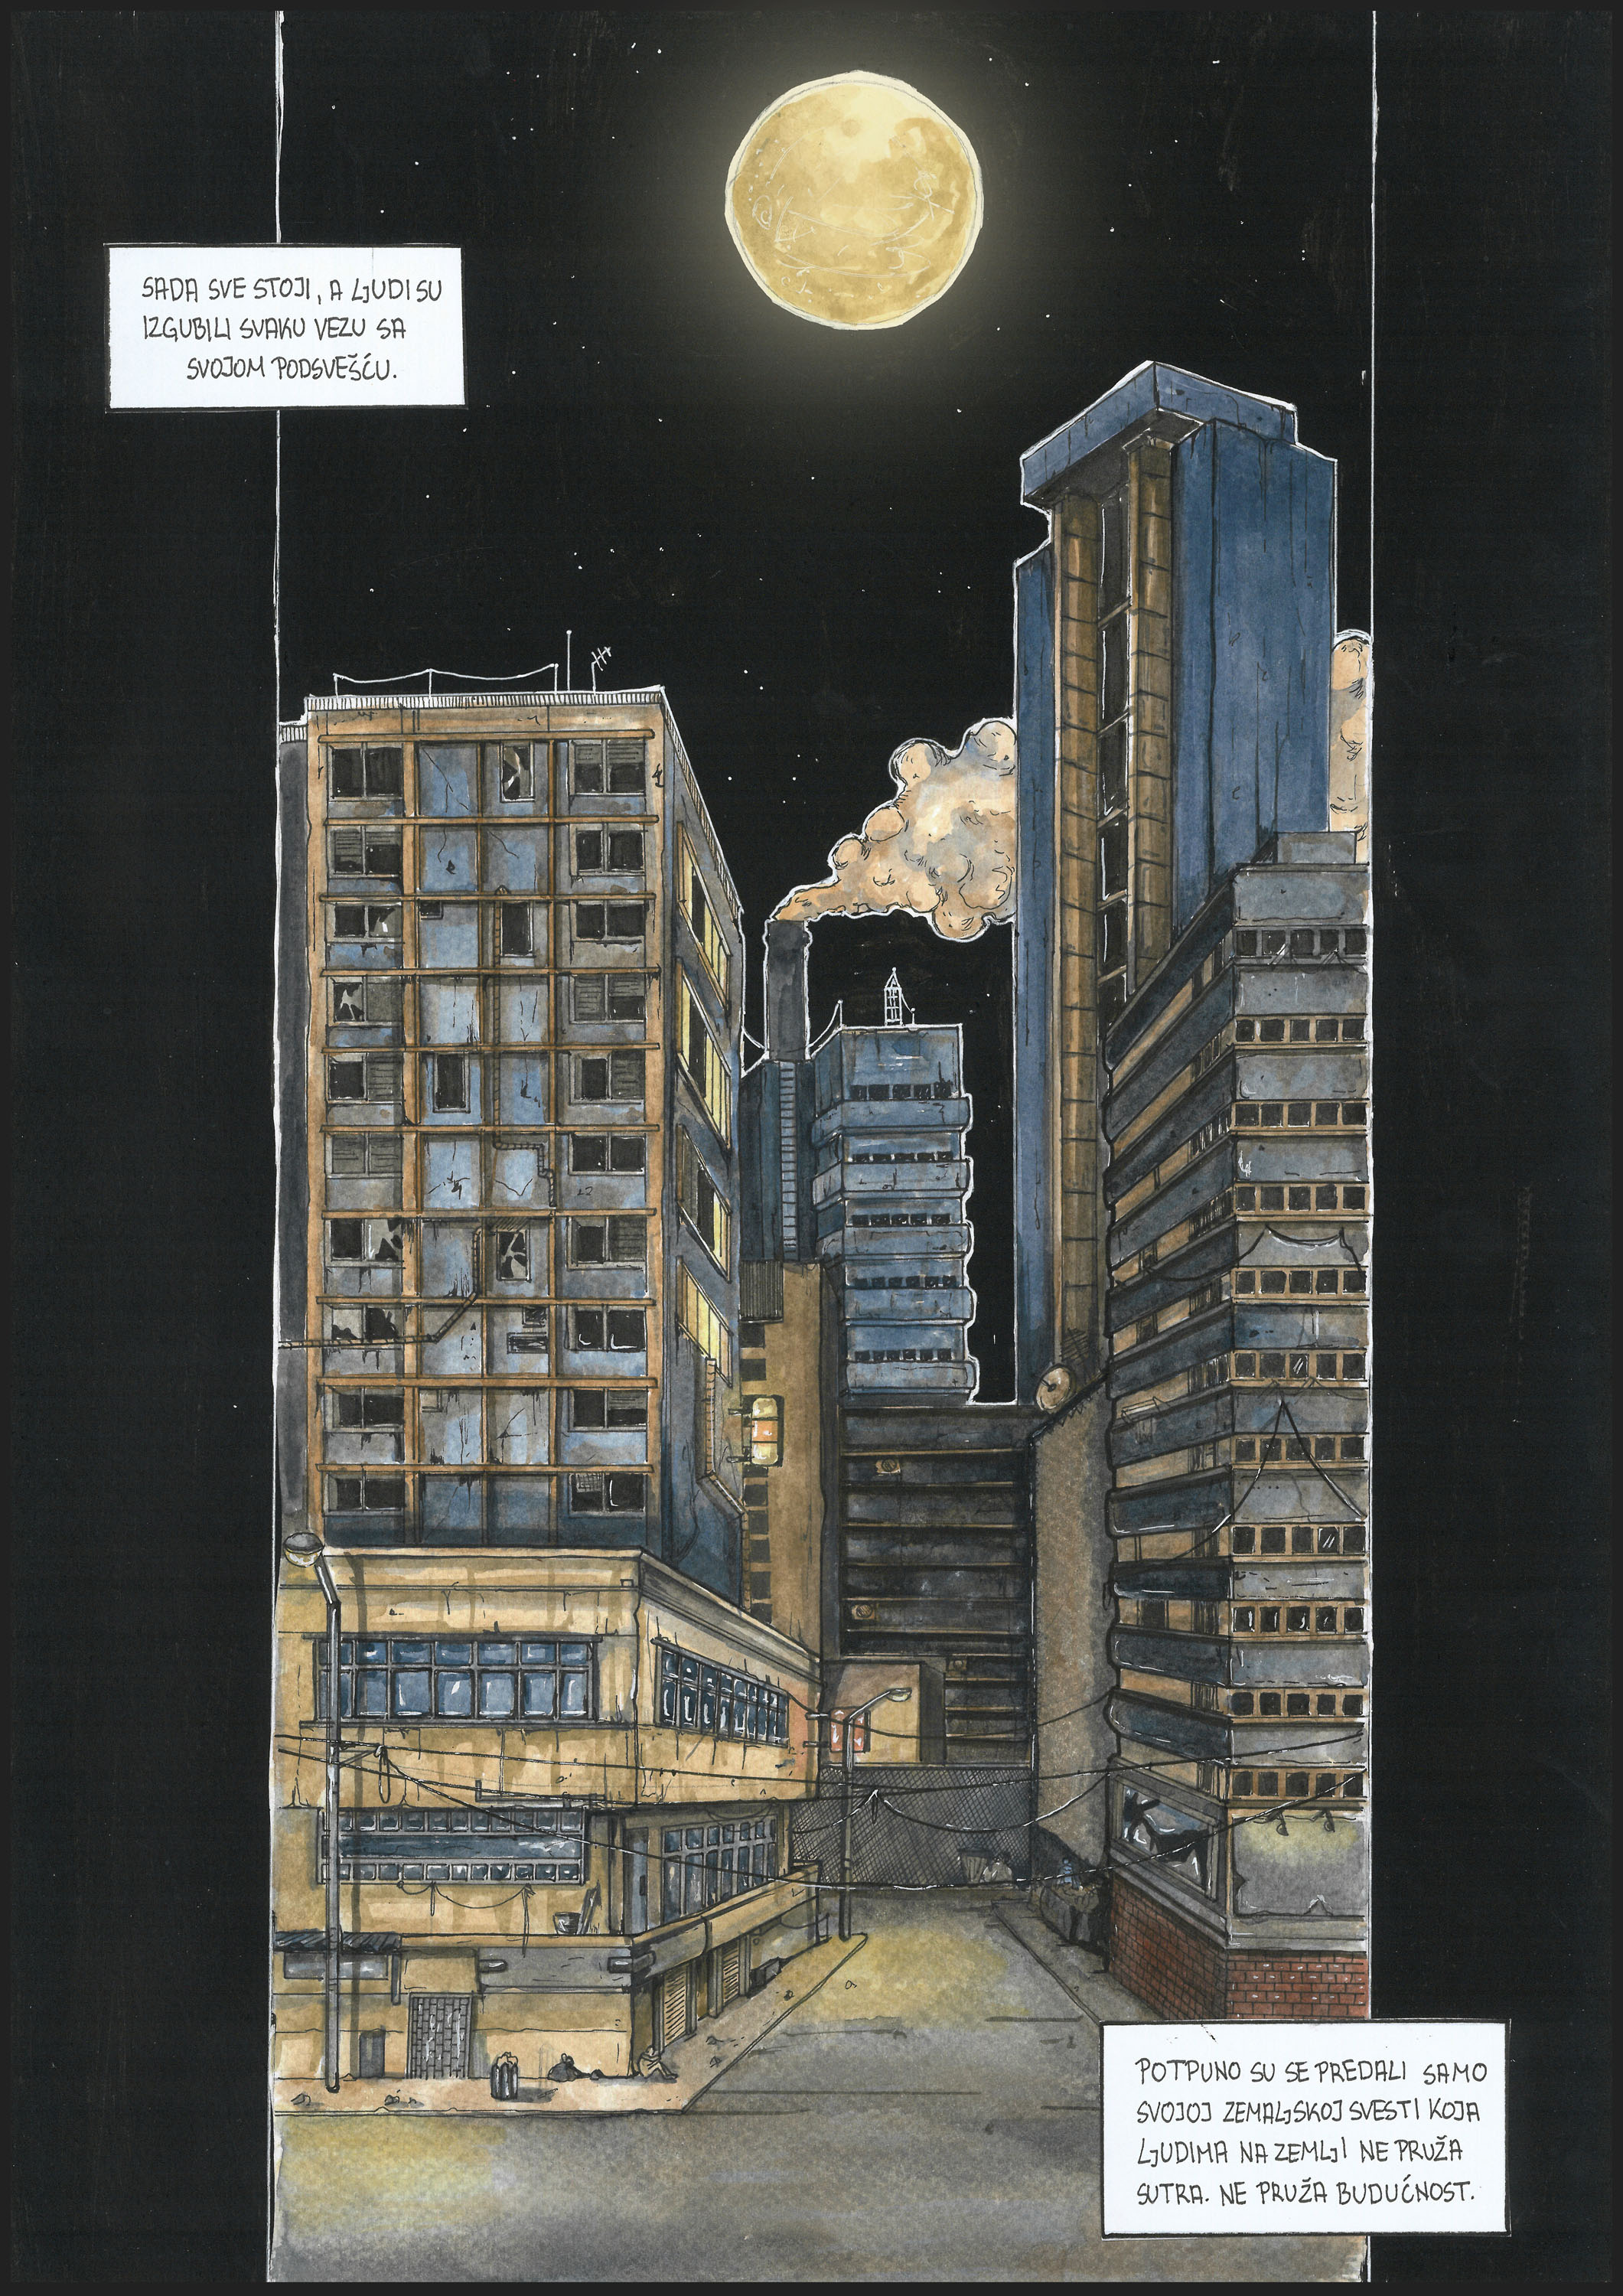 SADA SVE STOJI, A LJUDI SU
IZGUBILI SVAKU VEZU SA
SVOJOM PODSVEŠĆU.
POTPUNO SU SE PREDALI SAMO
SVOJOJ ZEMALJSKOJ SVESTI KOJA
LJUDIMA NA ZEMLJI NE PRUŽA
SUTRA. NE PRUŽA BUDUĆNOST.